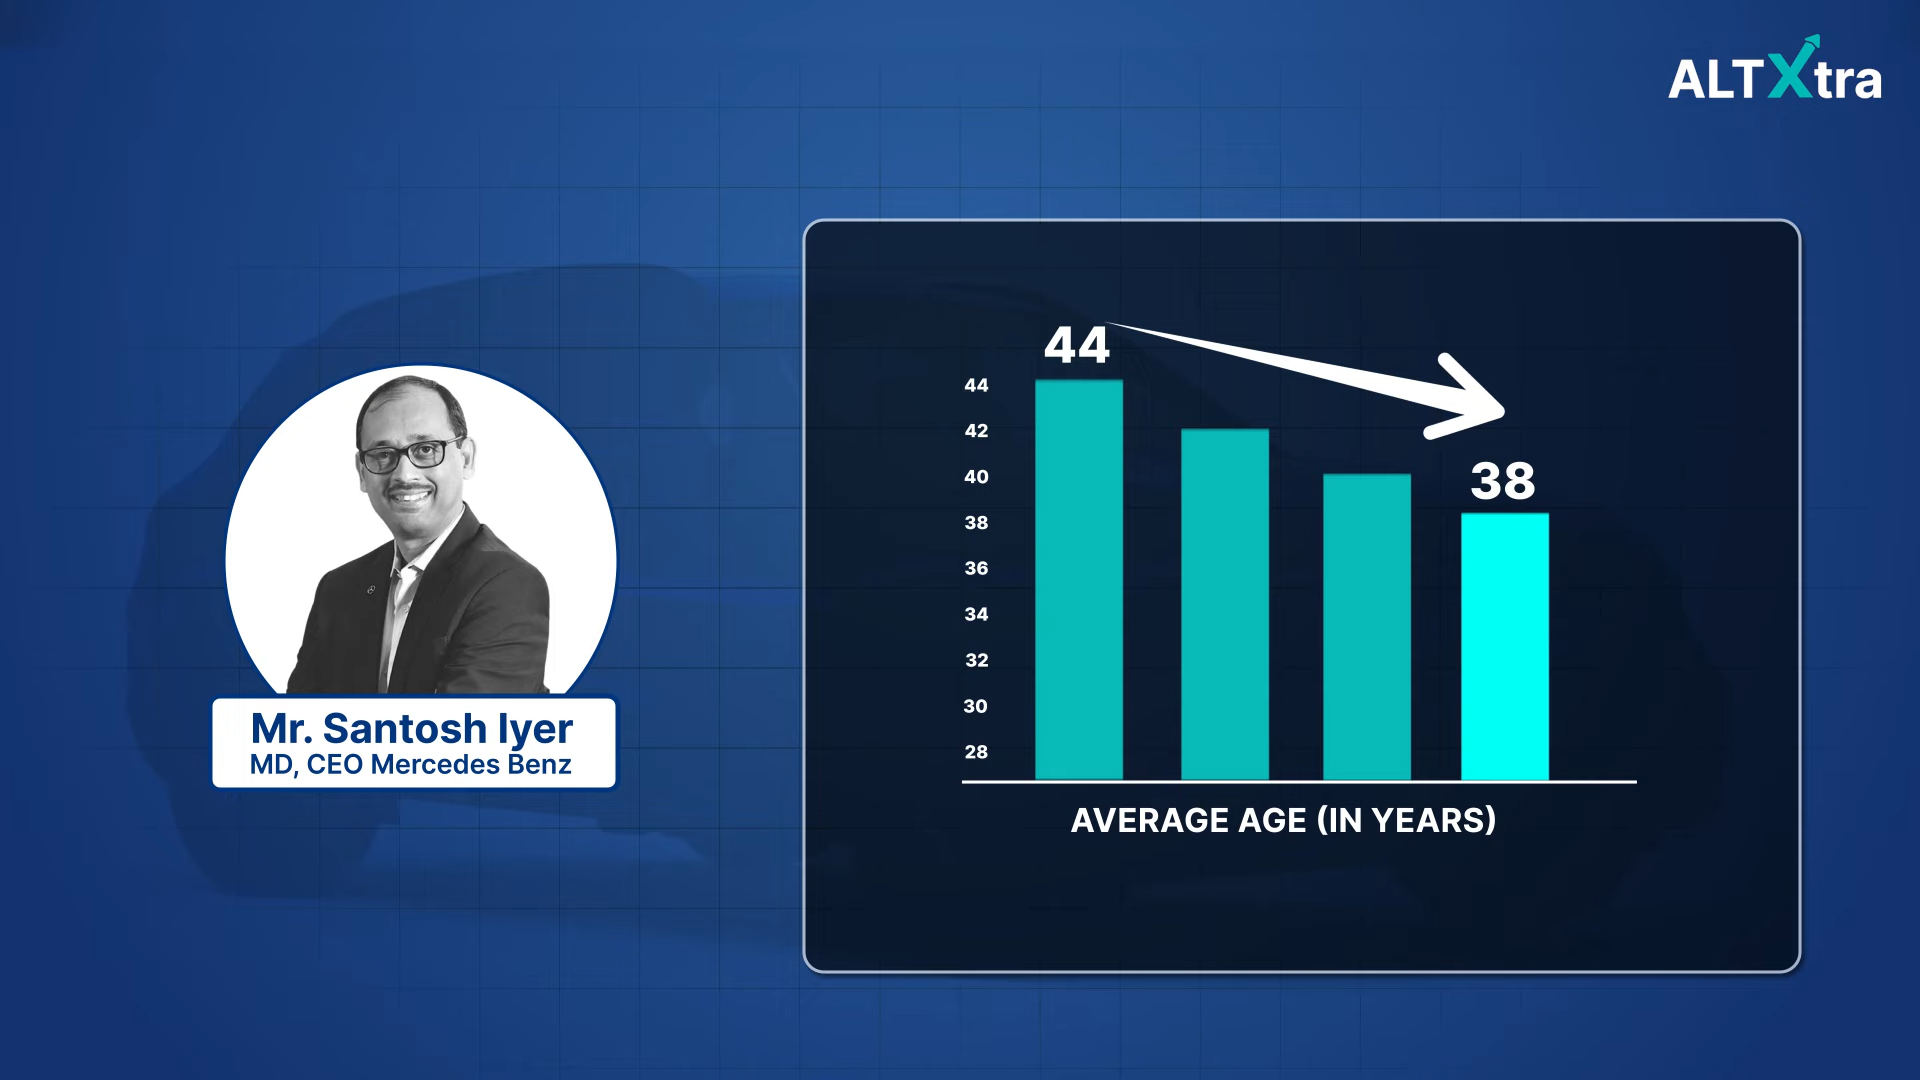 ALTXtra
Mr. Santosh Iyer
MD, CEO Mercedes Benz
44
38
44
42
40
38
36
34
32
30
28
AVERAGE AGE (IN YEARS)